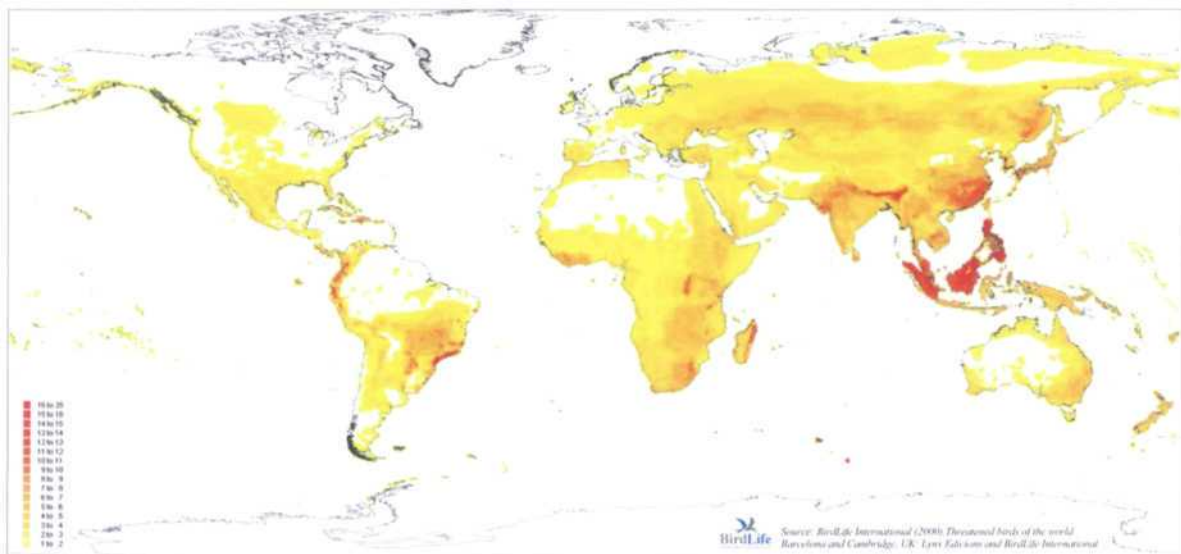 16 to 20
15 to 16
14 to 15
13 to 14
12 to 13
11 to 12
10 to 11
9 to 10
8 to 9
7 to 8
6 to 7
5 to 6
4 to 5
3 to 4
2 to 3
1 to 2
BirdLife
Source: BirdLife International (2000) Threatened birds of the world.
Barcelona and Cambridge, UK: Lynx Edicions and BirdLife International